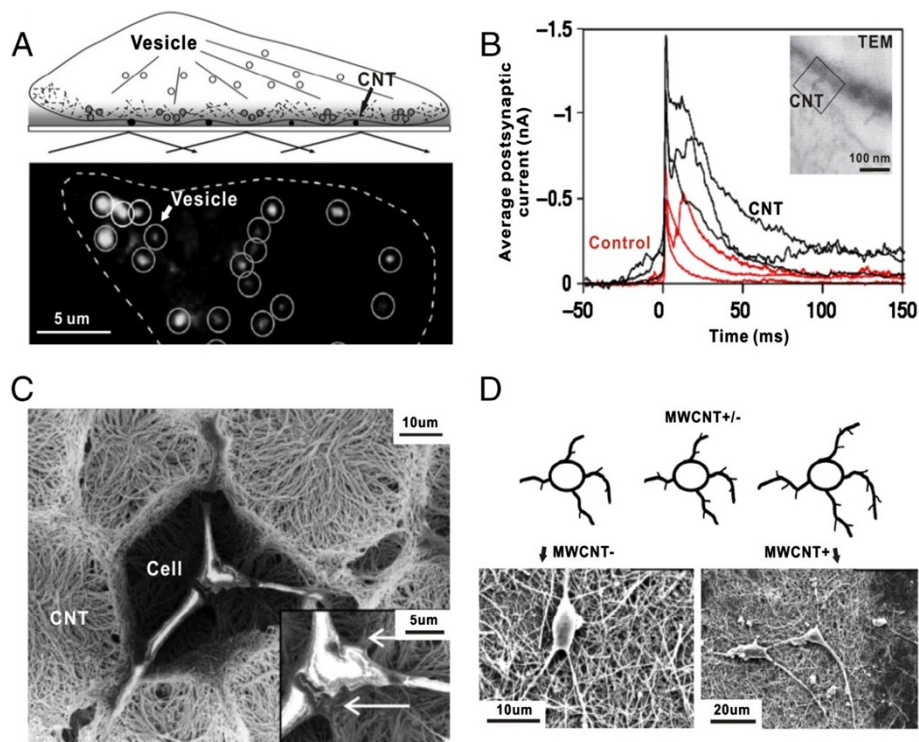 A
Vesicle
CNT
Vesicle
5 um
B
Average postsynaptic
current (nA)
−1.5
−1
−0.5
0
−50
0
50
100
150
Time (ms)
Control
CNT
TEM
CNT
100 nm
C
10um
Cell
CNT
5um
D
MWCNT+/-
MWCNT-
MWCNT+
10um
20um